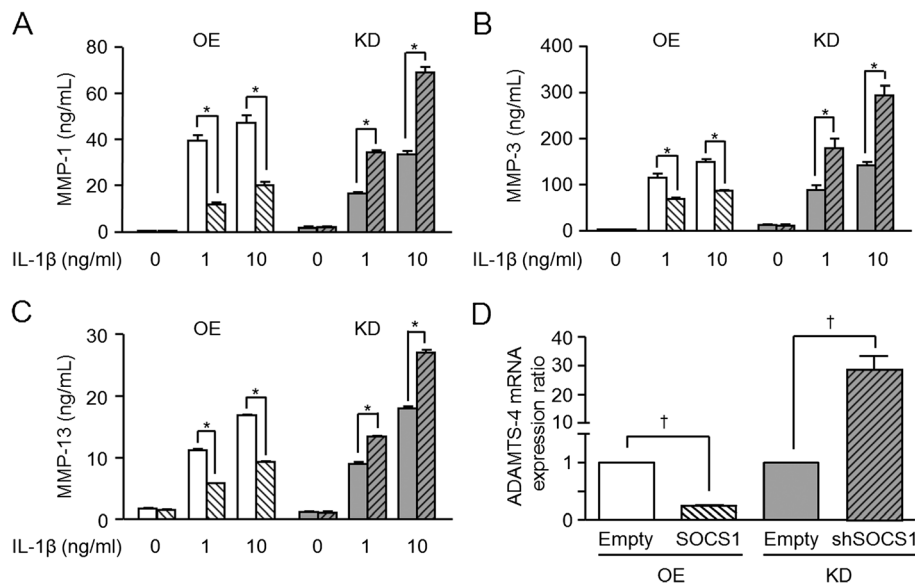 A
OE
KD
MMP-1 (ng/mL)
80
60
40
20
0
* * * *
IL-1β (ng/ml) 0 1 10 0 1 10
B
OE
KD
MMP-3 (ng/mL)
400
300
200
100
0
* * * *
IL-1β (ng/ml) 0 1 10 0 1 10
C
OE
KD
MMP-13 (ng/mL)
30
20
10
0
* * * *
IL-1β (ng/ml) 0 1 10 0 1 10
D
ADAMTS-4 mRNA
expression ratio
40
30
20
10
1
0
† †
Empty SOCS1 Empty shSOCS1
OE KD